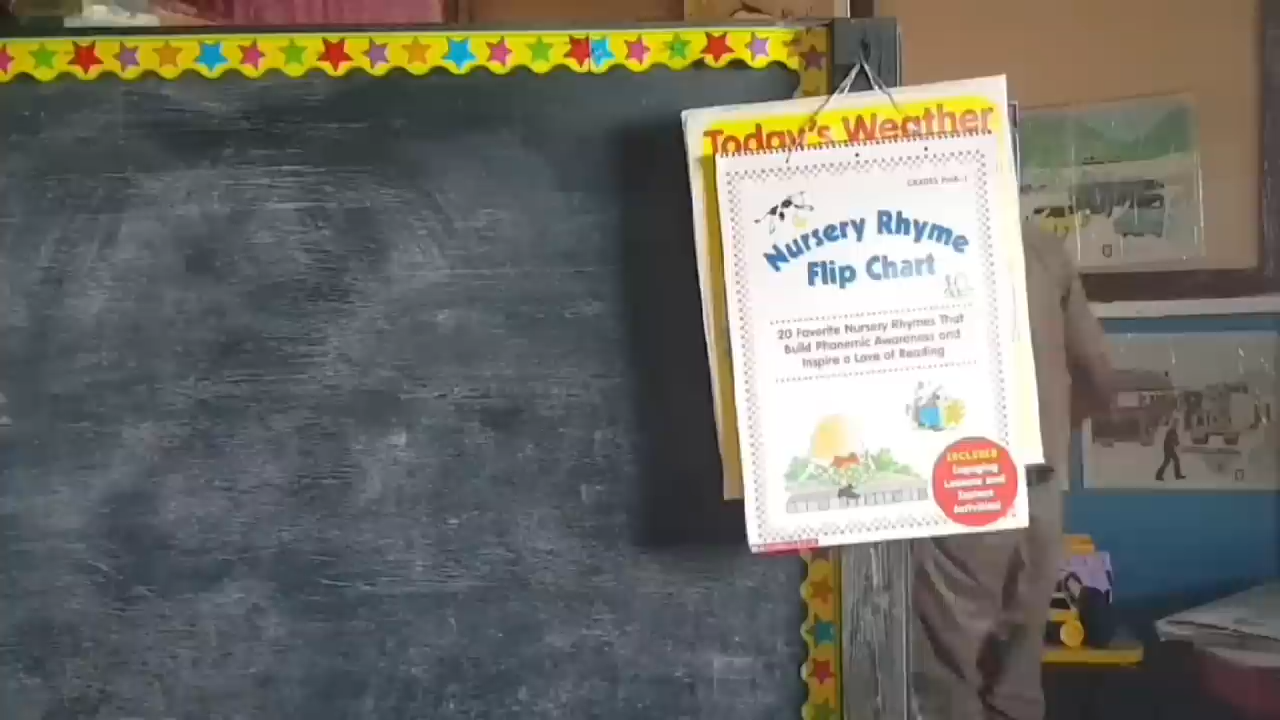 Today's Weather
GRADES PreK–1
Nursery Rhyme
Flip Chart
20 Favorite Nursery Rhymes That
Build Phonemic Awareness and
Inspire a Love of Reading
INCLUDES
Engaging
Lessons and
Instant
Activities!
SCHOLASTIC